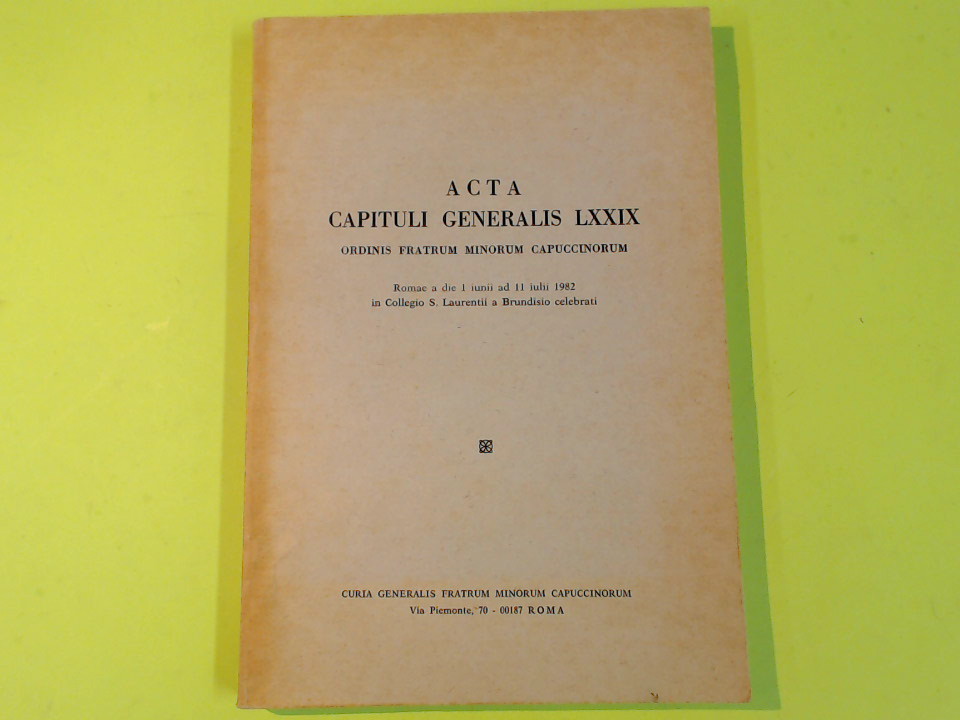 ACTA
CAPITULI GENERALIS LXXIX
ORDINIS FRATRUM MINORUM CAPUCCINORUM
Romae a die 1 iunii ad 11 iulii 1982
in Collegio S. Laurentii a Brundisio celebrati
CURIA GENERALIS FRATRUM MINORUM CAPUCCINORUM
Via Piemonte, 70 - 00187 ROMA